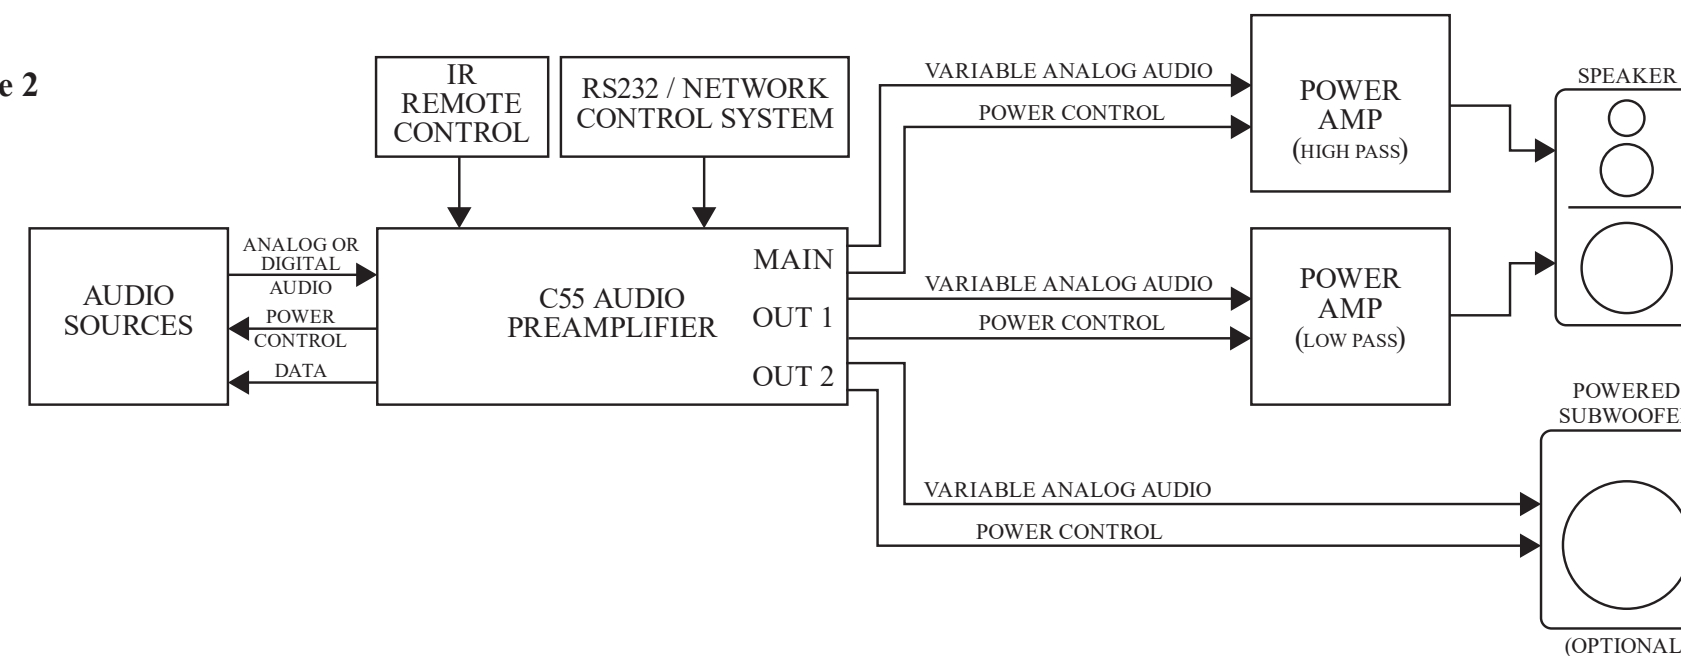 e 2
IR
REMOTE
CONTROL
RS232 / NETWORK
CONTROL SYSTEM
VARIABLE ANALOG AUDIO
POWER CONTROL
POWER
AMP
(HIGH PASS)
SPEAKER
AUDIO
SOURCES
ANALOG OR
DIGITAL
AUDIO
POWER
CONTROL
DATA
C55 AUDIO
PREAMPLIFIER
MAIN
OUT 1
OUT 2
VARIABLE ANALOG AUDIO
POWER CONTROL
POWER
AMP
(LOW PASS)
VARIABLE ANALOG AUDIO
POWER CONTROL
POWERED
SUBWOOFE
(OPTIONAL